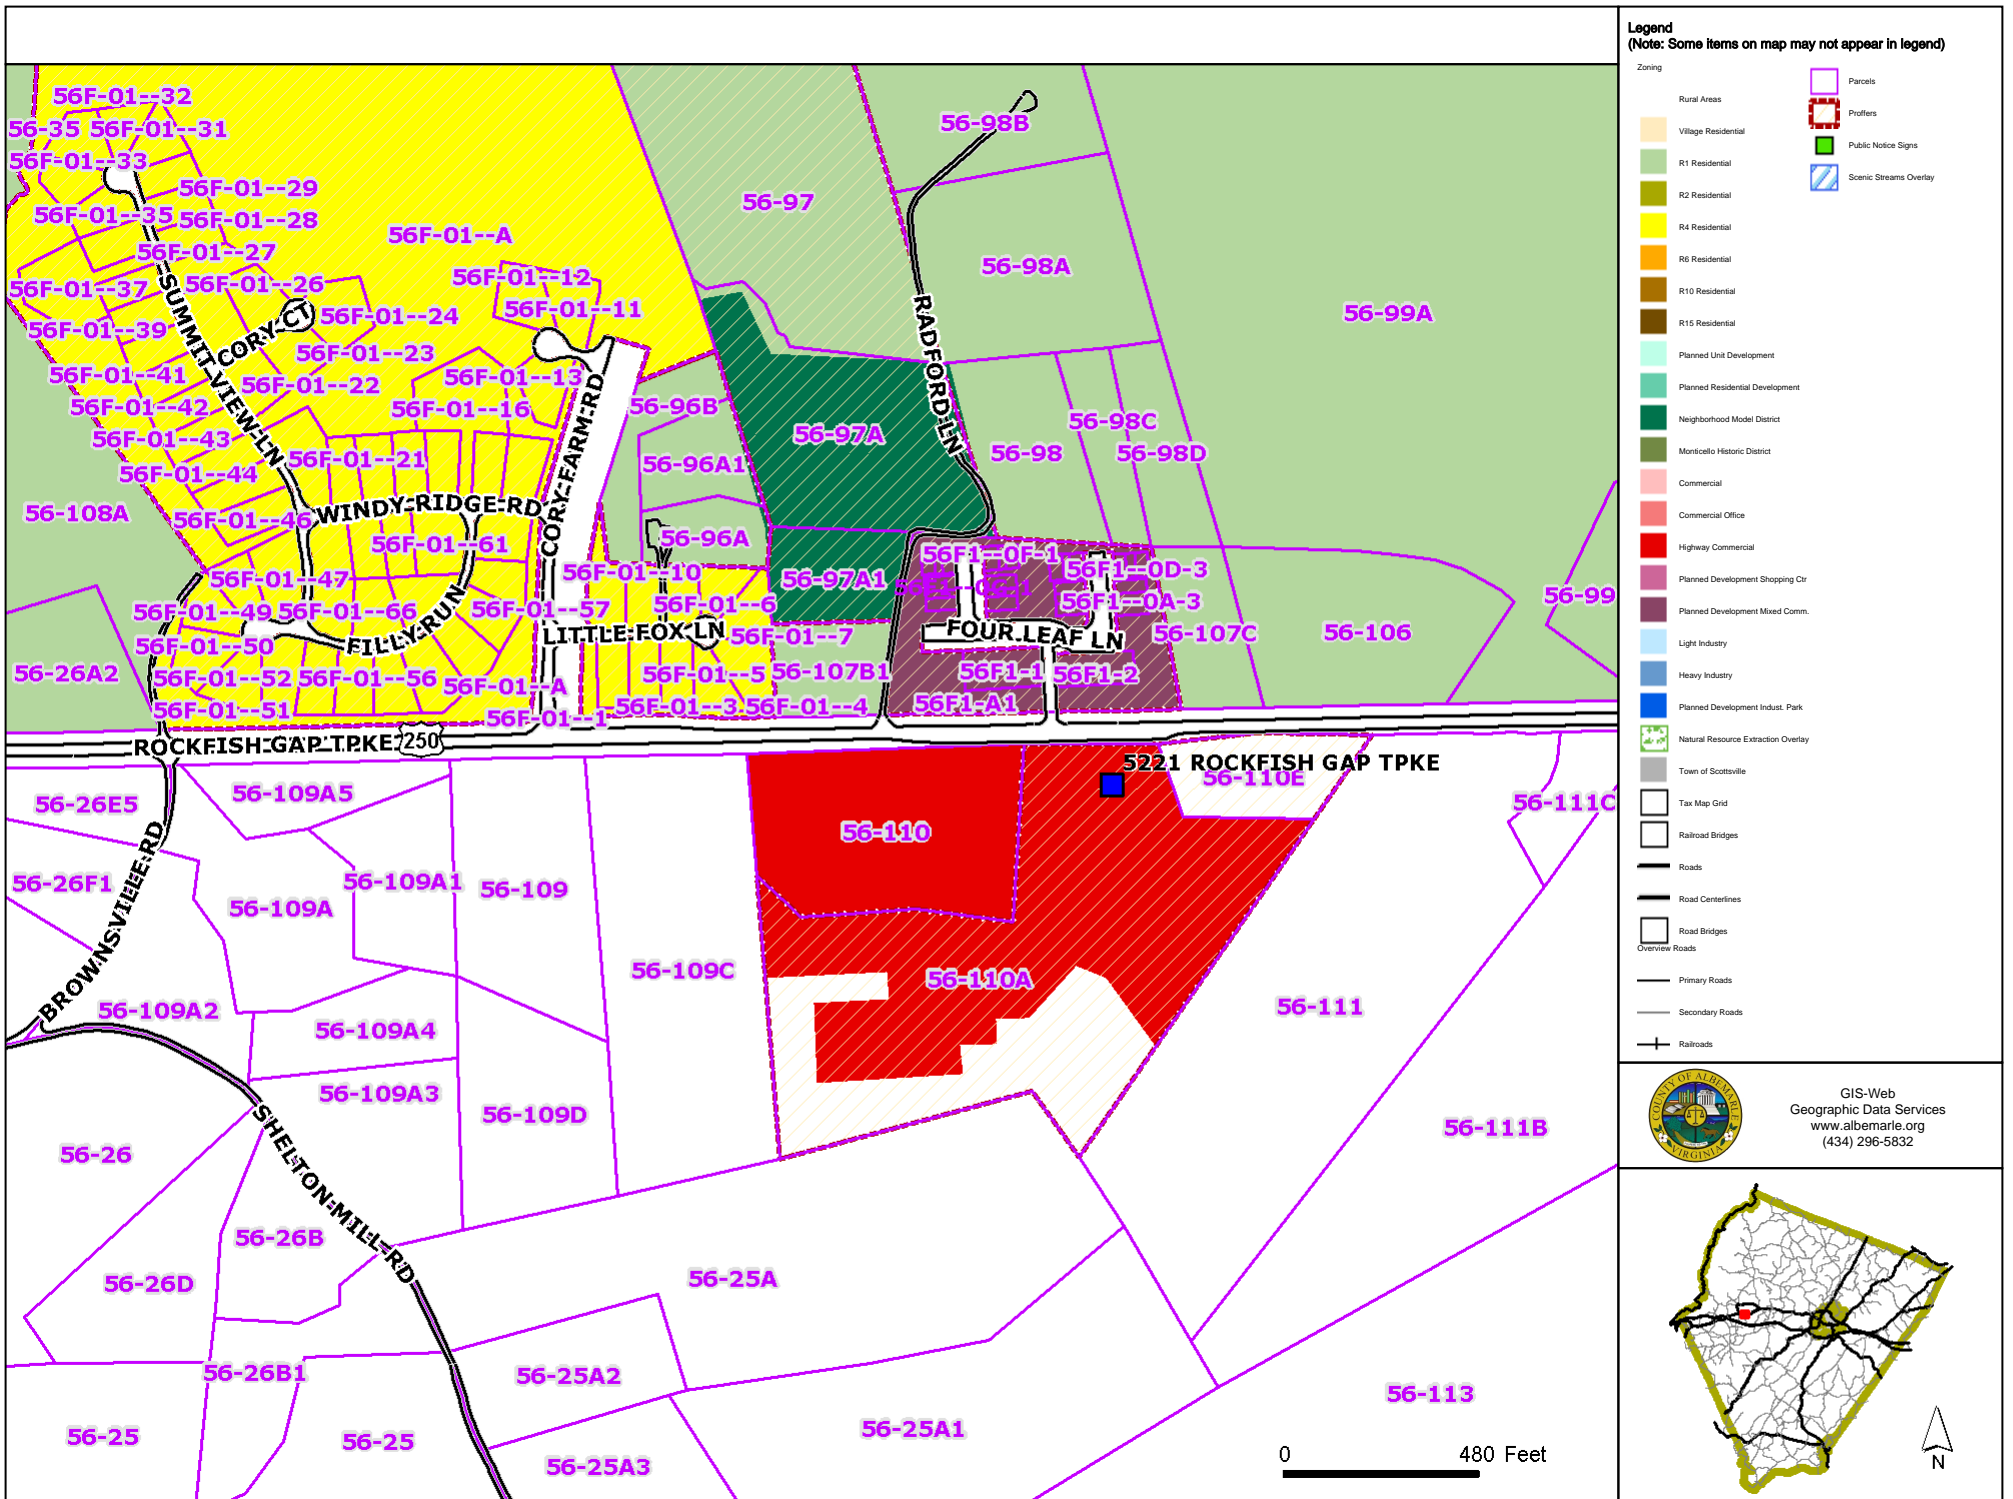 56F-01--32
56-35
56F-01--31
56F-01--33
56F-01--29
56F-01--35
56F-01--28
56F-01--A
56F-01--27
56F-01--12
56F-01--37
56F-01--26
56F-01--11
56F-01--39
CORY CT
56F-01--24
SUMMIT VIEW LN
56F-01--23
56F-01--41
56F-01--22
56F-01--13
56F-01--42
56F-01--16
56F-01--43
56F-01--21
56F-01--44
56-108A
56F-01--46
WINDY RIDGE RD
CORY FARM RD
56F-01--61
56F-01--47
56F-01--10
56F-01--49
56F-01--66
56F-01--57
56F-01--6
56F-01--50
FILLY RUN
LITTLE FOX LN
56F-01--7
56-26A2
56F-01--52
56F-01--56
56F-01--A
56F-01--5
56F-01--51
56F-01--1
56F-01--3
56F-01--4
56-97
56-98B
56-98A
56-99A
RADFORD LN
56-96B
56-97A
56-98C
56-96A1
56-98
56-98D
56-96A
56-97A1
56F1--0F-1
56F1--0D-3
56F1--0A-3
56-99
FOUR LEAF LN
56-107C
56-106
56-107B1
56F1-1
56F1-2
56F1-A1
ROCKFISH GAP TPKE
250
5221 ROCKFISH GAP TPKE
56-110E
56-26E5
56-109A5
56-111C
56-110
BROWNSVILLE RD
56-26F1
56-109A1
56-109
56-109A
56-109C
56-110A
56-111
56-109A2
56-109A4
56-109A3
56-109D
56-26
SHELTON MILL RD
56-111B
56-26B
56-26D
56-25A
56-26B1
56-25A2
56-113
56-25
56-25
56-25A1
56-25A3
0
480 Feet
Legend
(Note: Some items on map may not appear in legend)
Zoning
Rural Areas
Village Residential
R1 Residential
R2 Residential
R4 Residential
R6 Residential
R10 Residential
R15 Residential
Planned Unit Development
Planned Residential Development
Neighborhood Model District
Monticello Historic District
Commercial
Commercial Office
Highway Commercial
Planned Development Shopping Ctr
Planned Development Mixed Comm.
Light Industry
Heavy Industry
Planned Development Indust. Park
Natural Resource Extraction Overlay
Town of Scottsville
Tax Map Grid
Railroad Bridges
Roads
Road Centerlines
Road Bridges
Overview Roads
Primary Roads
Secondary Roads
Railroads
Parcels
Proffers
Public Notice Signs
Scenic Streams Overlay
COUNTY OF ALBEMARLE
VIRGINIA
GIS-Web
Geographic Data Services
www.albemarle.org
(434) 296-5832
N